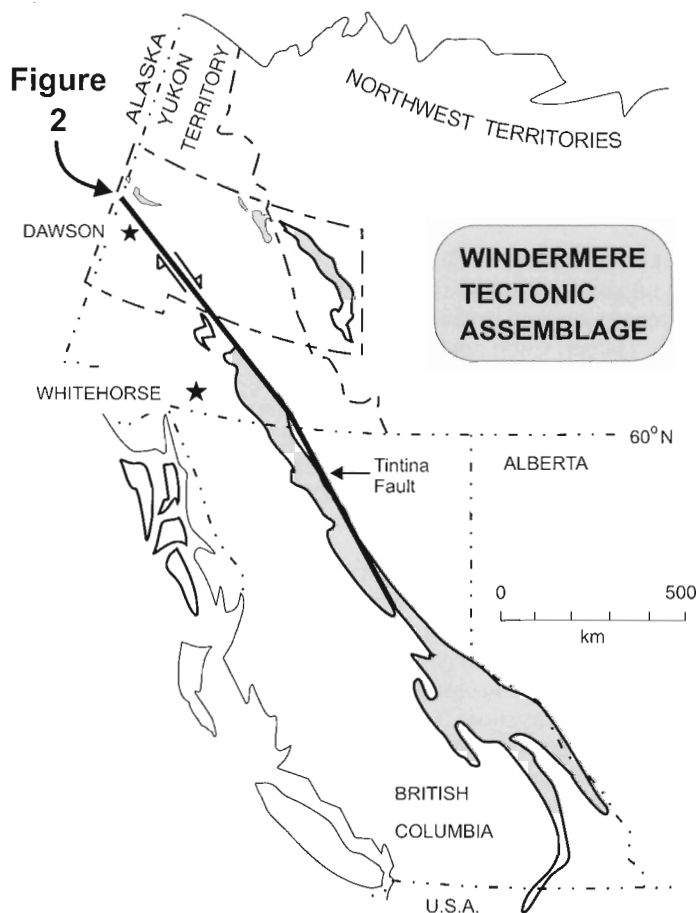 Figure
2
ALASKA
YUKON
TERRITORY
NORTHWEST TERRITORIES
DAWSON
WINDERMERE
TECTONIC
ASSEMBLAGE
WHITEHORSE
60°N
ALBERTA
Tintina
Fault
0 500
km
BRITISH
COLUMBIA
U.S.A.